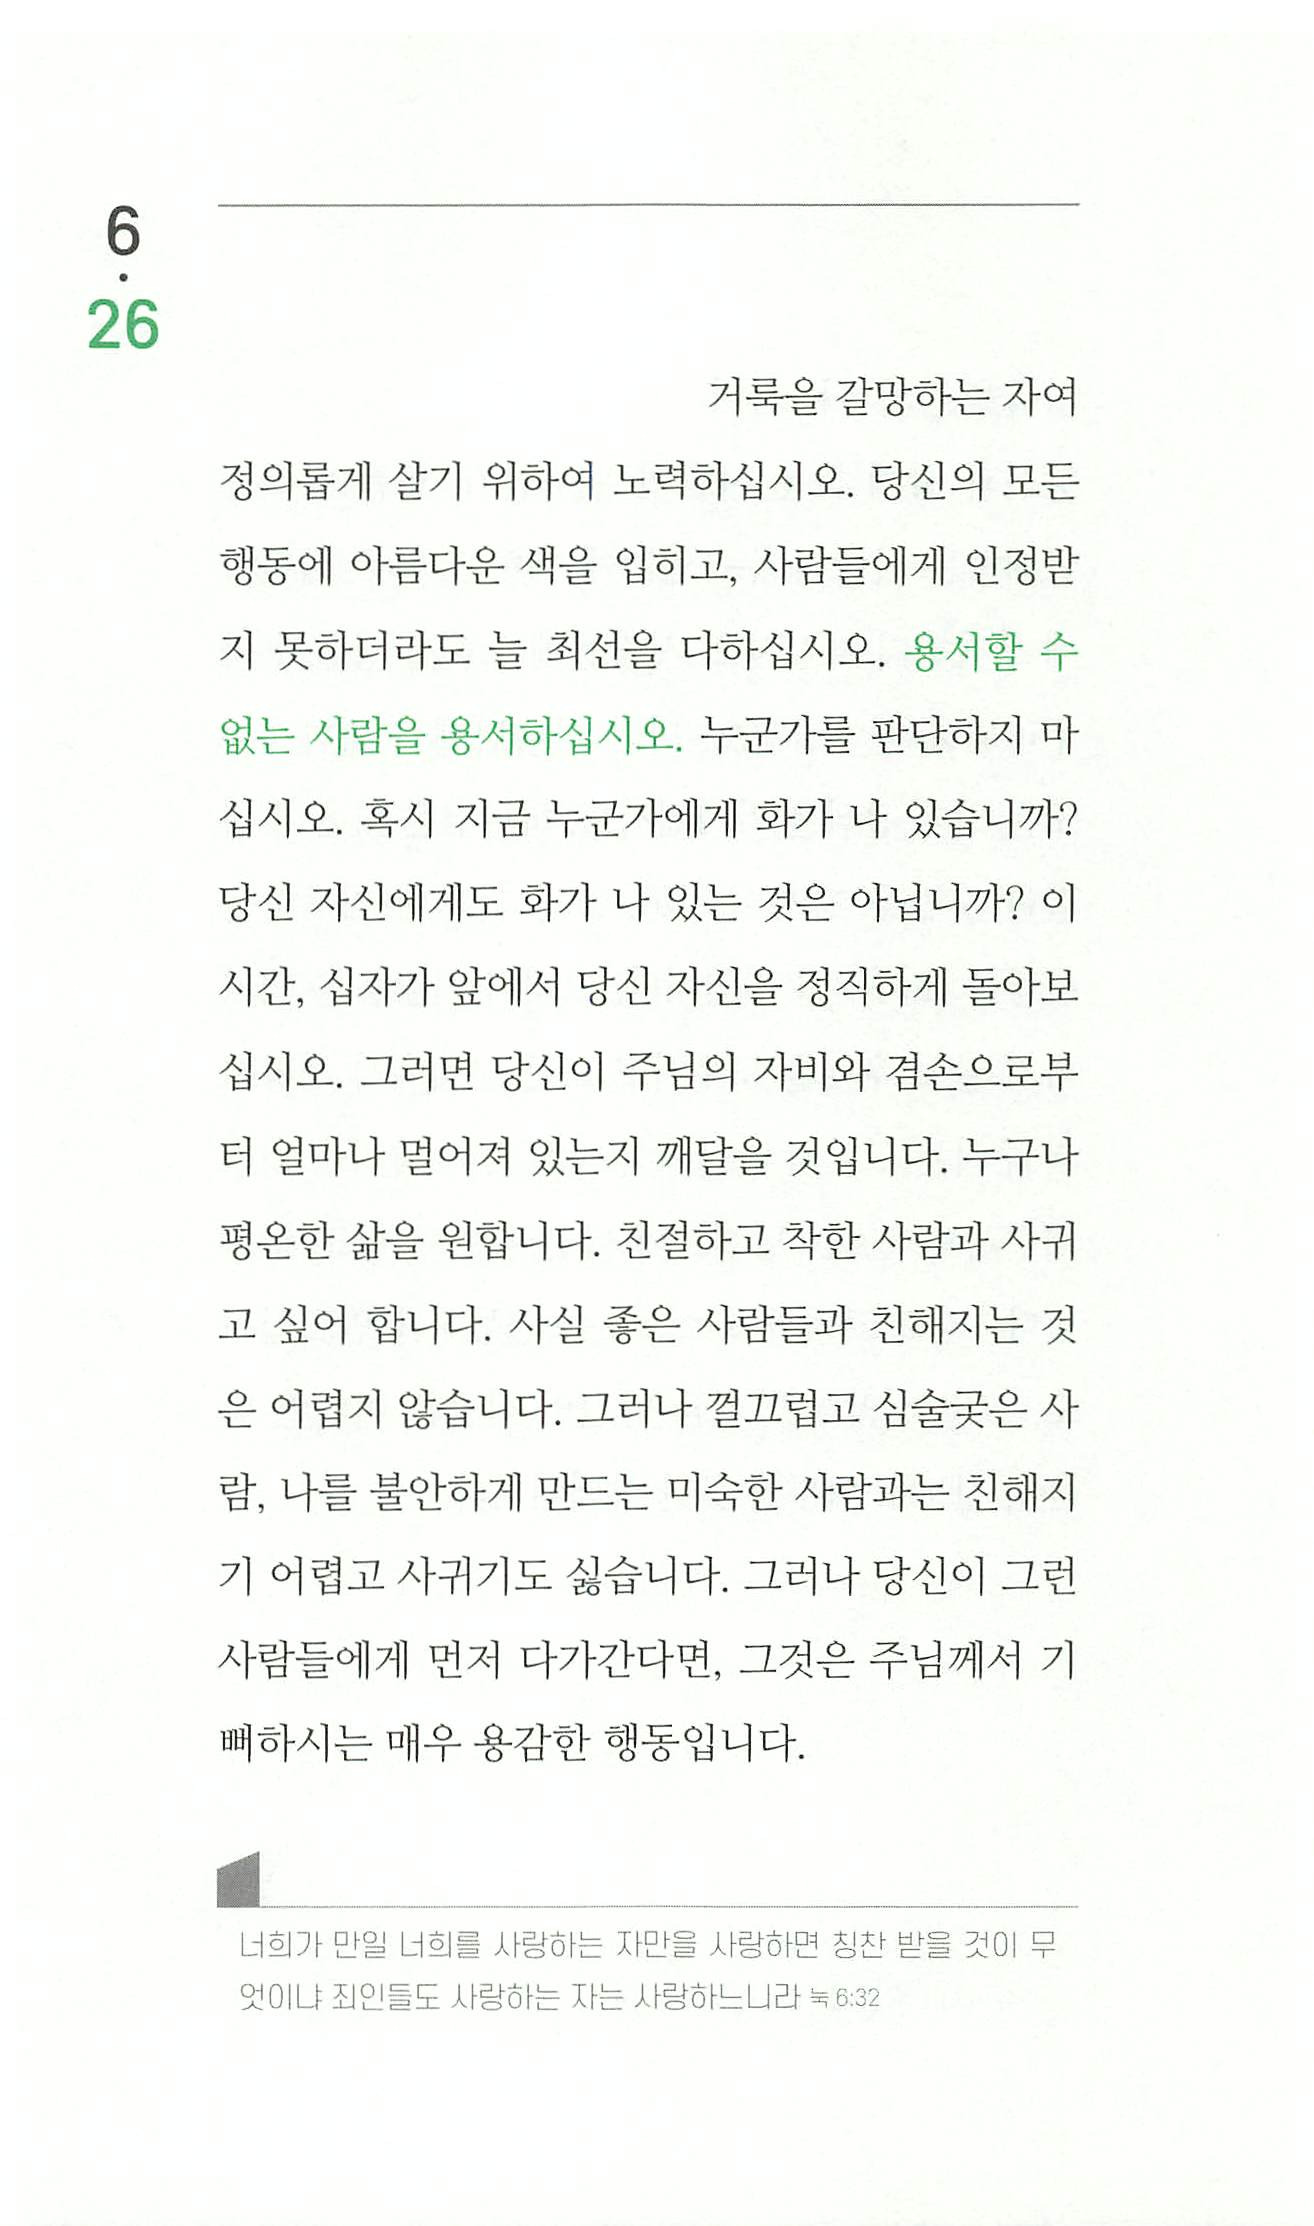 6
·
26
거룩을 갈망하는 자여
정의롭게 살기 위하여 노력하십시오. 당신의 모든
행동에 아름다운 색을 입히고, 사람들에게 인정받
지 못하더라도 늘 최선을 다하십시오. 용서할 수
없는 사람을 용서하십시오. 누군가를 판단하지 마
십시오. 혹시 지금 누군가에게 화가 나 있습니까?
당신 자신에게도 화가 나 있는 것은 아닙니까? 이
시간, 십자가 앞에서 당신 자신을 정직하게 돌아보
십시오. 그러면 당신이 주님의 자비와 겸손으로부
터 얼마나 멀어져 있는지 깨달을 것입니다. 누구나
평온한 삶을 원합니다. 친절하고 착한 사람과 사귀
고 싶어 합니다. 사실 좋은 사람들과 친해지는 것
은 어렵지 않습니다. 그러나 껄끄럽고 심술궂은 사
람, 나를 불안하게 만드는 미숙한 사람과는 친해지
기 어렵고 사귀기도 싫습니다. 그러나 당신이 그런
사람들에게 먼저 다가간다면, 그것은 주님께서 기
뻐하시는 매우 용감한 행동입니다.
너희가 만일 너희를 사랑하는 자만을 사랑하면 칭찬 받을 것이 무
엇이냐 죄인들도 사랑하는 자는 사랑하느니라 눅 6:32